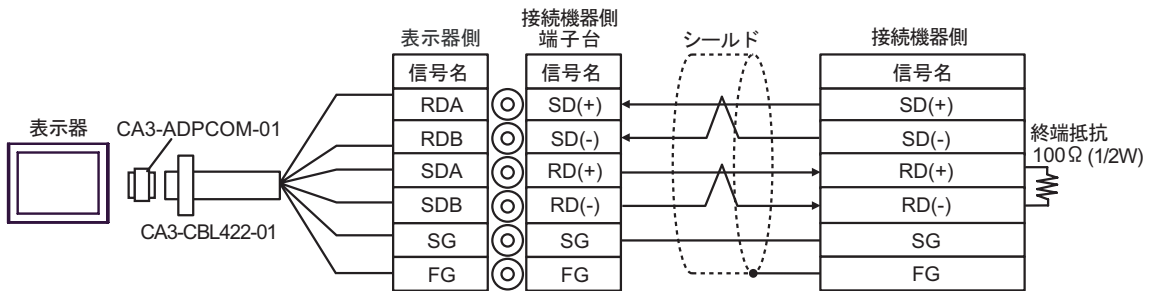 表示器
CA3-ADPCOM-01
CA3-CBL422-01
表示器側
信号名
RDA
RDB
SDA
SDB
SG
FG
接続機器側
端子台
信号名
SD(+)
SD(-)
RD(+)
RD(-)
SG
FG
シールド
接続機器側
信号名
SD(+)
SD(-)
RD(+)
RD(-)
SG
FG
終端抵抗
100Ω (1/2W)